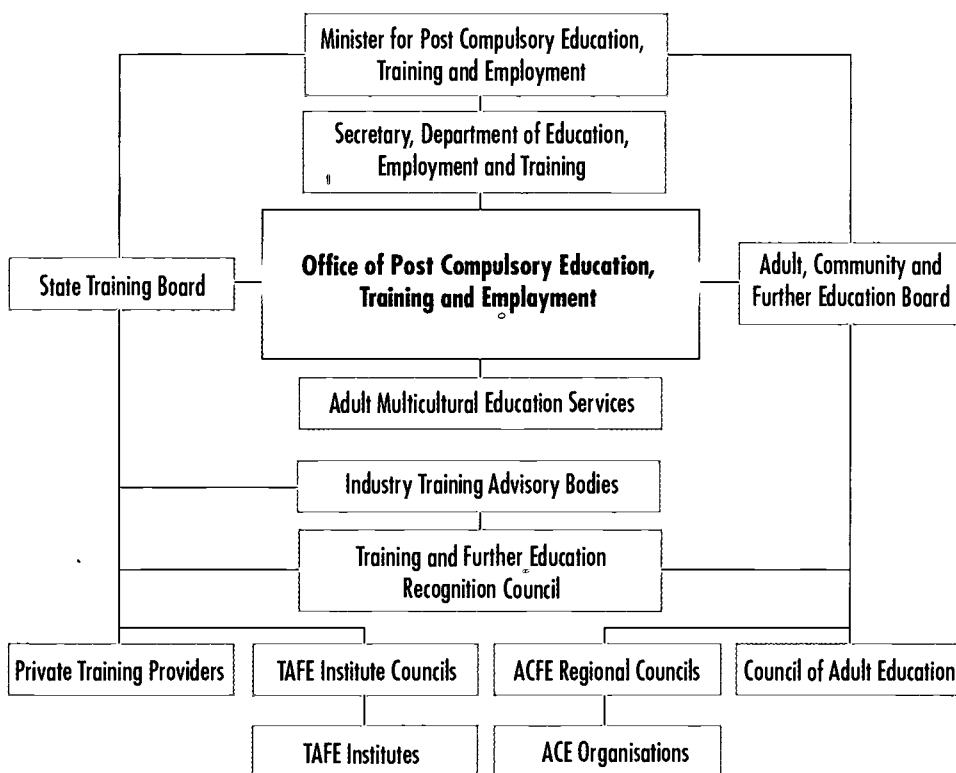 Minister for Post Compulsory Education,
Training and Employment
Secretary, Department of Education,
Employment and Training
State Training Board
Office of Post Compulsory Education,
Training and Employment
Adult, Community and
Further Education Board
Adult Multicultural Education Services
Industry Training Advisory Bodies
Training and Further Education
Recognition Council
Private Training Providers
TAFE Institute Councils
ACFE Regional Councils
Council of Adult Education
TAFE Institutes
ACE Organisations